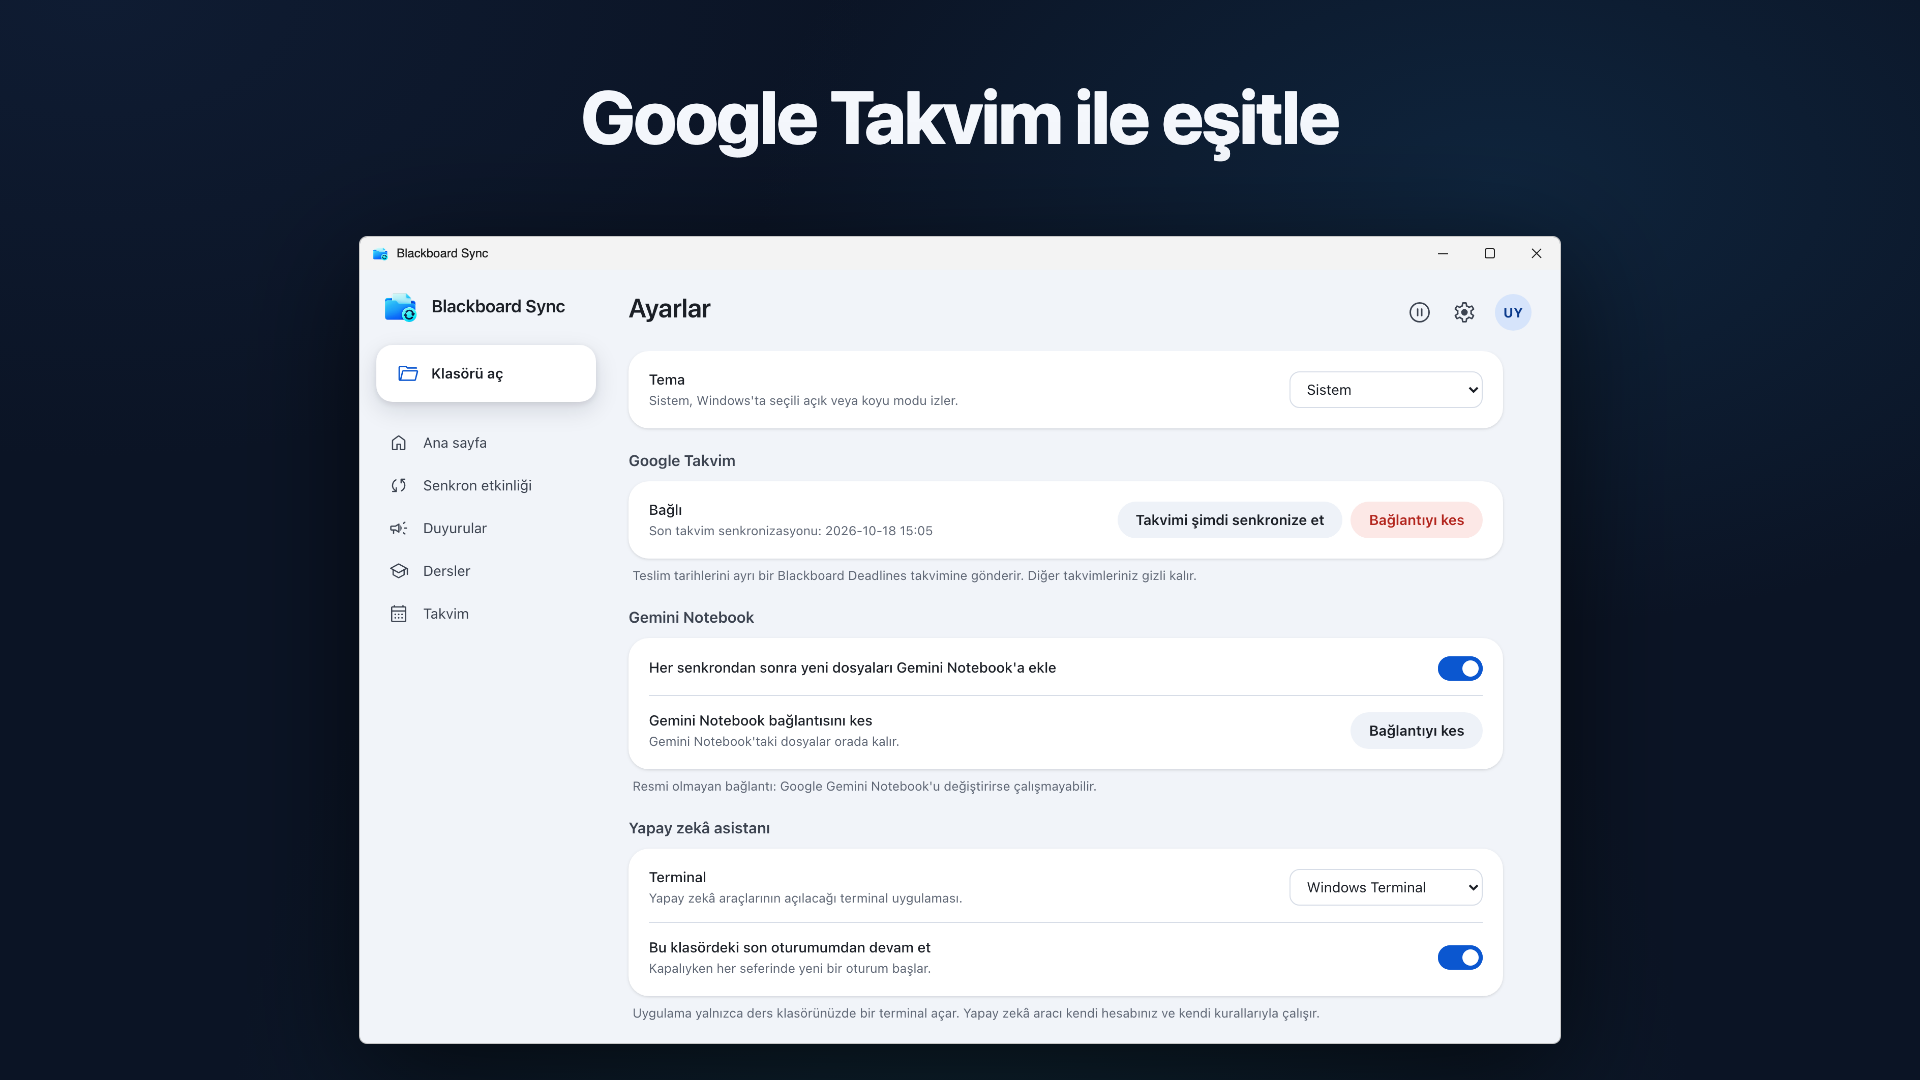 Google Takvim ile eşitle
Blackboard Sync
Blackboard Sync
Klasörü aç
Ana sayfa
Senkron etkinliği
Duyurular
Dersler
Takvim
Ayarlar
UY
Tema
Sistem, Windows'ta seçili açık veya koyu modu izler.
Sistem
Google Takvim
Bağlı
Son takvim senkronizasyonu: 2026-10-18 15:05
Takvimi şimdi senkronize et
Bağlantıyı kes
Teslim tarihlerini ayrı bir Blackboard Deadlines takvimine gönderir. Diğer takvimleriniz gizli kalır.
Gemini Notebook
Her senkrondan sonra yeni dosyaları Gemini Notebook'a ekle
Gemini Notebook bağlantısını kes
Gemini Notebook'taki dosyalar orada kalır.
Bağlantıyı kes
Resmi olmayan bağlantı: Google Gemini Notebook'u değiştirirse çalışmayabilir.
Yapay zekâ asistanı
Terminal
Yapay zekâ araçlarının açılacağı terminal uygulaması.
Windows Terminal
Bu klasördeki son oturumumdan devam et
Kapalıyken her seferinde yeni bir oturum başlar.
Uygulama yalnızca ders klasörünüzde bir terminal açar. Yapay zekâ aracı kendi hesabınız ve kendi kurallarıyla çalışır.